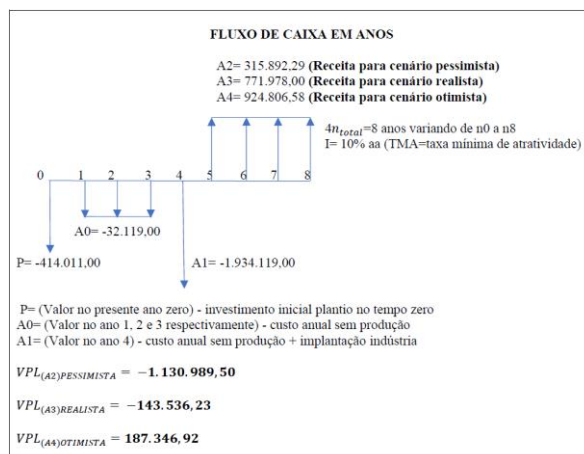 FLUXO DE CAIXA EM ANOS
A2= 315.892,29 (Receita para cenário pessimista)
A3= 771.978,00 (Receita para cenário realista)
A4= 924.806,58 (Receita para cenário otimista)
4n_total=8 anos variando de n0 a n8
I= 10% aa (TMA=taxa mínima de atratividade)
0 1 2 3 4 5 6 7 8
A0= -32.119,00
P= -414.011,00 A1= -1.934.119,00
P= (Valor no presente ano zero) - investimento inicial plantio no tempo zero
A0= (Valor no ano 1, 2 e 3 respectivamente) - custo anual sem produção
A1= (Valor no ano 4) - custo anual sem produção + implantação indústria
VPL(A2)PESSIMISTA = −1.130.989,50
VPL(A3)REALISTA = −143.536,23
VPL(A4)OTIMISTA = 187.346,92